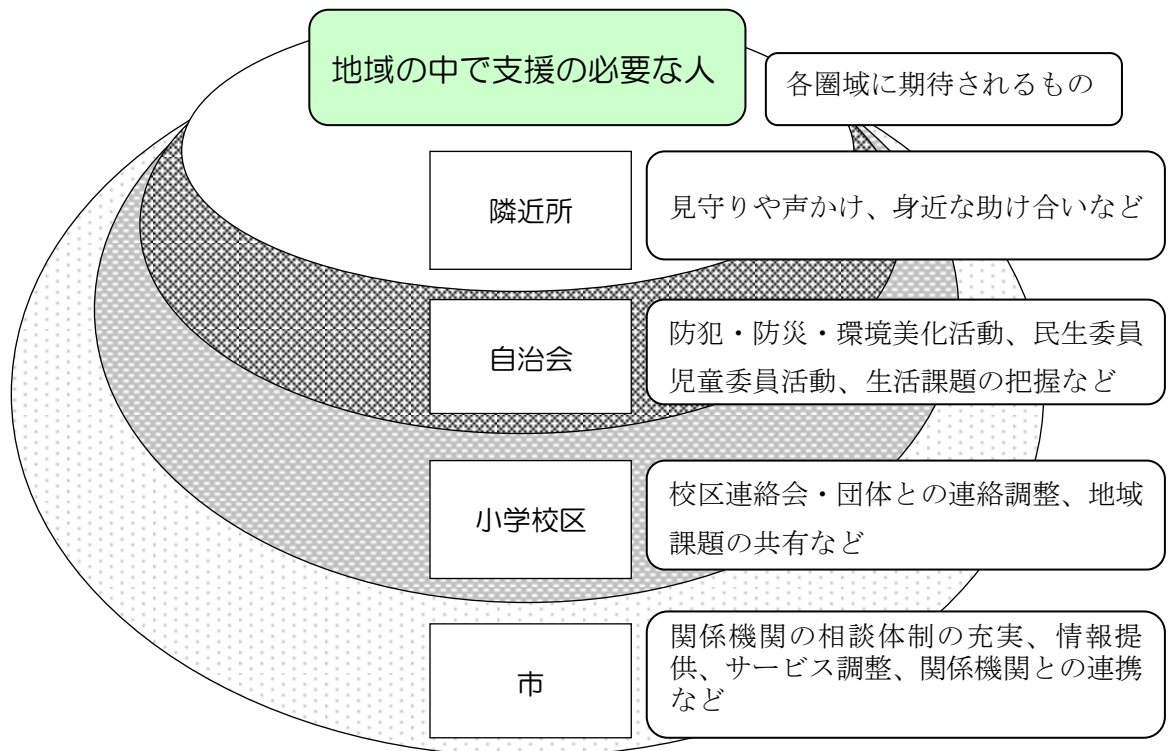 地域の中で支援の必要な人
各圏域に期待されるもの
隣近所
見守りや声かけ、身近な助け合いなど
自治会
防犯・防災・環境美化活動、民生委員
児童委員活動、生活課題の把握など
小学校区
校区連絡会・団体との連絡調整、地域
課題の共有など
市
関係機関の相談体制の充実、情報提
供、サービス調整、関係機関との連携
など